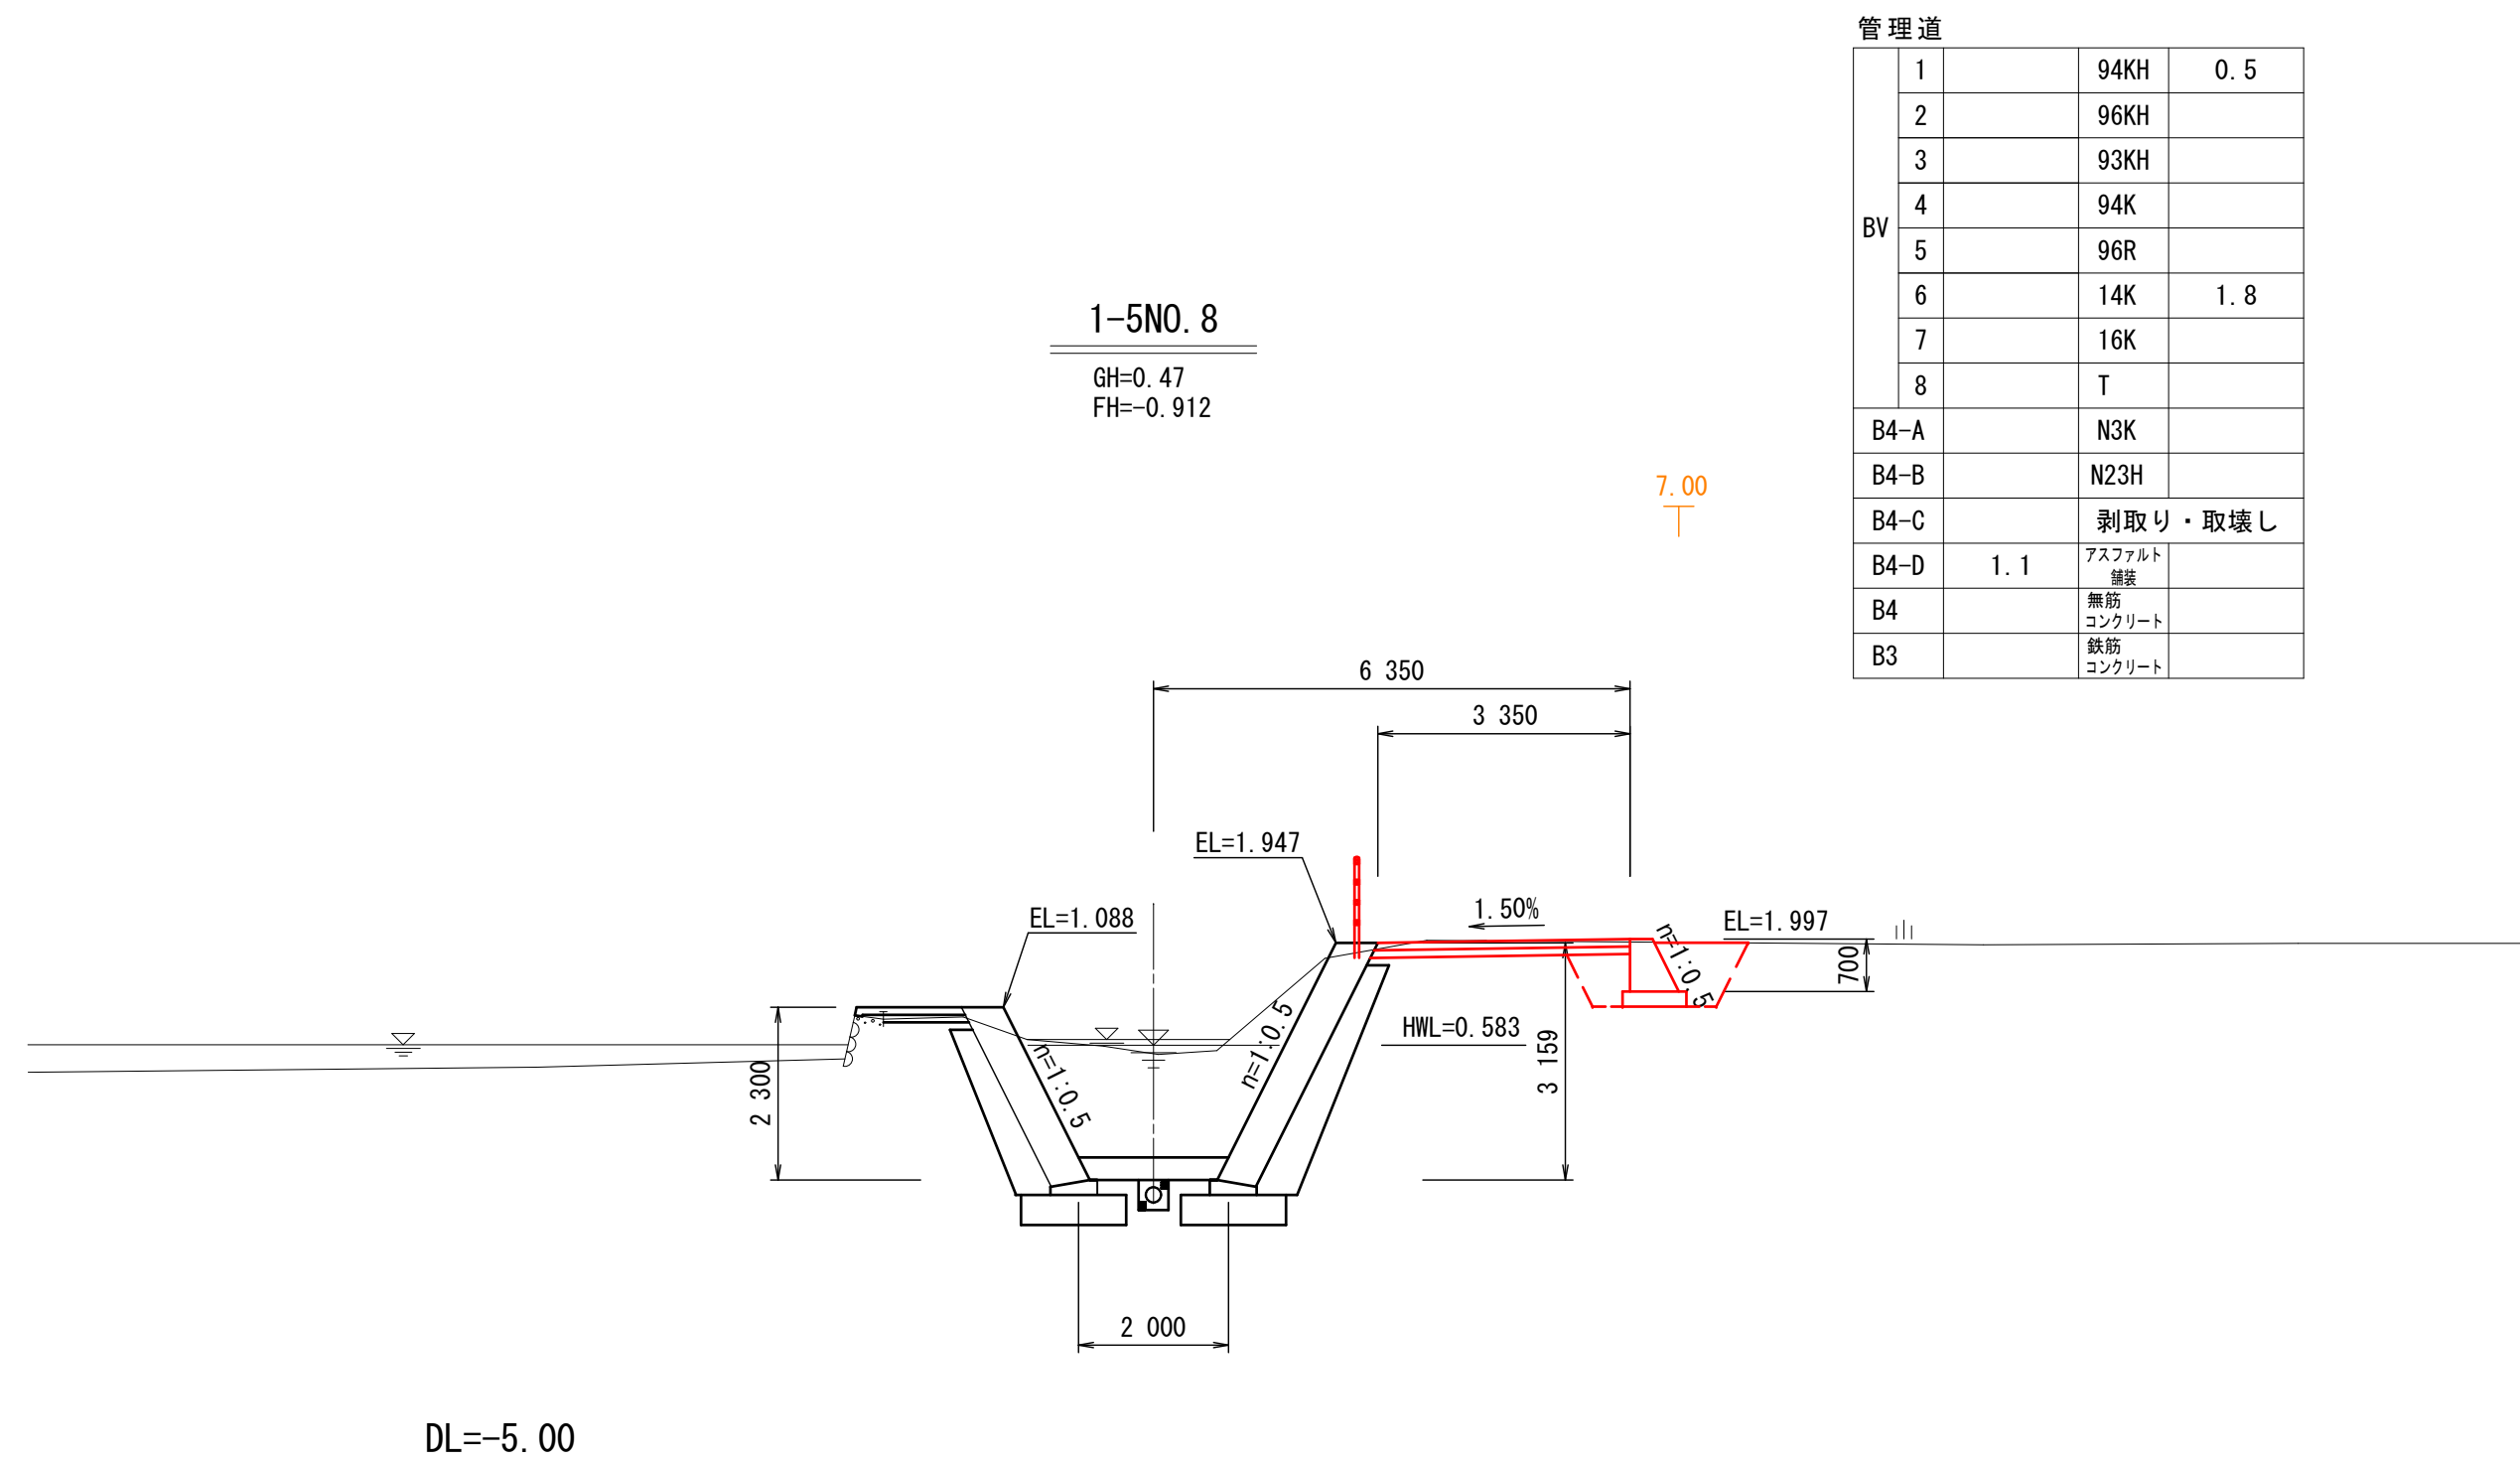 管理道
BV
1 94KH 0.5
2 96KH
3 93KH
4 94K
5 96R
6 14K 1.8
7 16K
8 T
B4-A N3K
B4-B N23H
B4-C 剥取り・取壊し
B4-D 1.1 アスファルト
舗装
B4 無筋
コンクリート
B3 鉄筋
コンクリート
1-5NO.8
GH=0.47
FH=-0.912
7.00
6 350
3 350
EL=1.947
EL=1.088
1.50%
EL=1.997
n=1:0.5
700
HWL=0.583
n=1:0.5
n=1:0.5
2 300
3 159
2 000
DL=-5.00